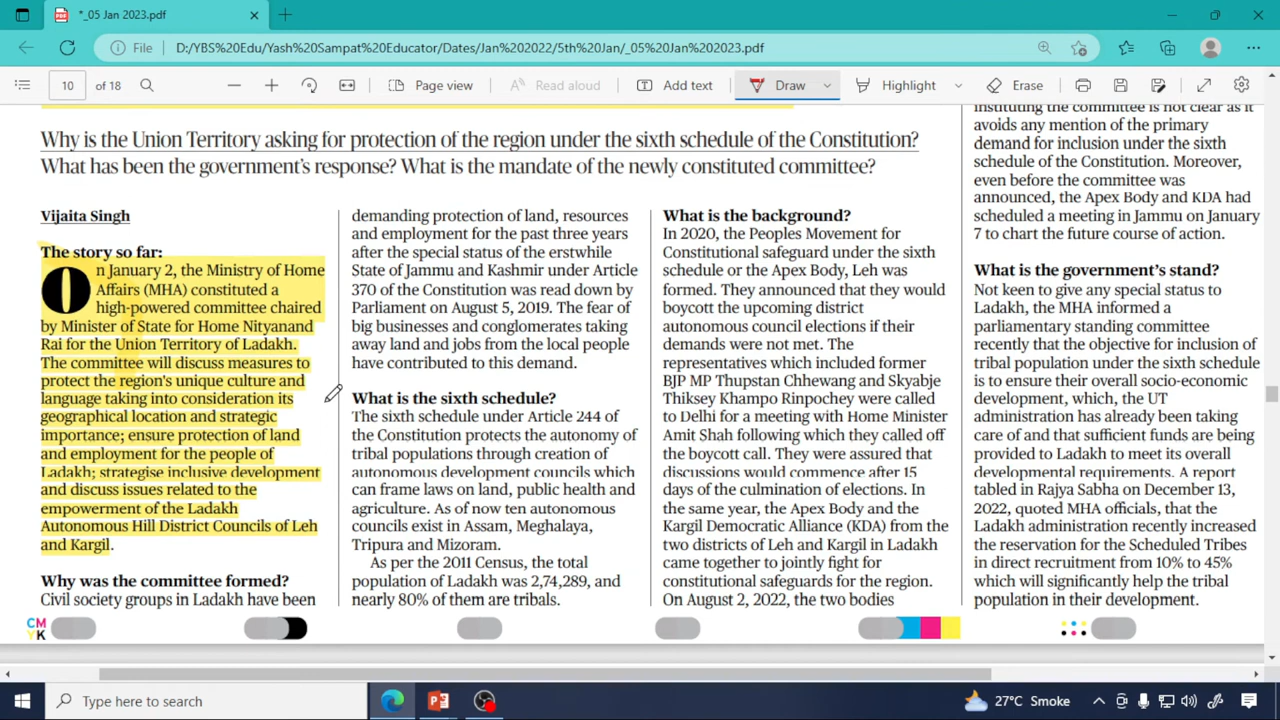 *_05 Jan 2023.pdf
File
D:/YBS%20Edu/Yash%20Sampat%20Educator/Dates/Jan%202022/5th%20Jan/_05%20Jan%202023.pdf
10 of 18
Page view
Read aloud
Add text
Draw
Highlight
Erase
Why is the Union Territory asking for protection of the region under the sixth schedule of the Constitution?
What has been the government's response? What is the mandate of the newly constituted committee?
Vijaita Singh
The story so far:
On January 2, the Ministry of Home
Affairs (MHA) constituted a
high-powered committee chaired
by Minister of State for Home Nityanand
Rai for the Union Territory of Ladakh.
The committee will discuss measures to
protect the region's unique culture and
language taking into consideration its
geographical location and strategic
importance; ensure protection of land
and employment for the people of
Ladakh; strategise inclusive development
and discuss issues related to the
empowerment of the Ladakh
Autonomous Hill District Councils of Leh
and Kargil.
Why was the committee formed?
Civil society groups in Ladakh have been
demanding protection of land, resources
and employment for the past three years
after the special status of the erstwhile
State of Jammu and Kashmir under Article
370 of the Constitution was read down by
Parliament on August 5, 2019. The fear of
big businesses and conglomerates taking
away land and jobs from the local people
have contributed to this demand.
What is the sixth schedule?
The sixth schedule under Article 244 of
the Constitution protects the autonomy of
tribal populations through creation of
autonomous development councils which
can frame laws on land, public health and
agriculture. As of now ten autonomous
councils exist in Assam, Meghalaya,
Tripura and Mizoram.
As per the 2011 Census, the total
population of Ladakh was 2,74,289, and
nearly 80% of them are tribals.
What is the background?
In 2020, the Peoples Movement for
Constitutional safeguard under the sixth
schedule or the Apex Body, Leh was
formed. They announced that they would
boycott the upcoming district
autonomous council elections if their
demands were not met. The
representatives which included former
BJP MP Thupstan Chhewang and Skyabje
Thiksey Khampo Rinpochey were called
to Delhi for a meeting with Home Minister
Amit Shah following which they called off
the boycott call. They were assured that
discussions would commence after 15
days of the culmination of elections. In
the same year, the Apex Body and the
Kargil Democratic Alliance (KDA) from the
two districts of Leh and Kargil in Ladakh
came together to jointly fight for
constitutional safeguards for the region.
On August 2, 2022, the two bodies
instituting the committee is not clear as it
avoids any mention of the primary
demand for inclusion under the sixth
schedule of the Constitution. Moreover,
even before the committee was
announced, the Apex Body and KDA had
scheduled a meeting in Jammu on January
7 to chart the future course of action.
What is the government's stand?
Not keen to give any special status to
Ladakh, the MHA informed a
parliamentary standing committee
recently that the objective for inclusion of
tribal population under the sixth schedule
is to ensure their overall socio-economic
development, which, the UT
administration has already been taking
care of and that sufficient funds are being
provided to Ladakh to meet its overall
developmental requirements. A report
tabled in Rajya Sabha on December 13,
2022, quoted MHA officials, that the
Ladakh administration recently increased
the reservation for the Scheduled Tribes
in direct recruitment from 10% to 45%
which will significantly help the tribal
population in their development.
CM
YK
Type here to search
27°C Smoke